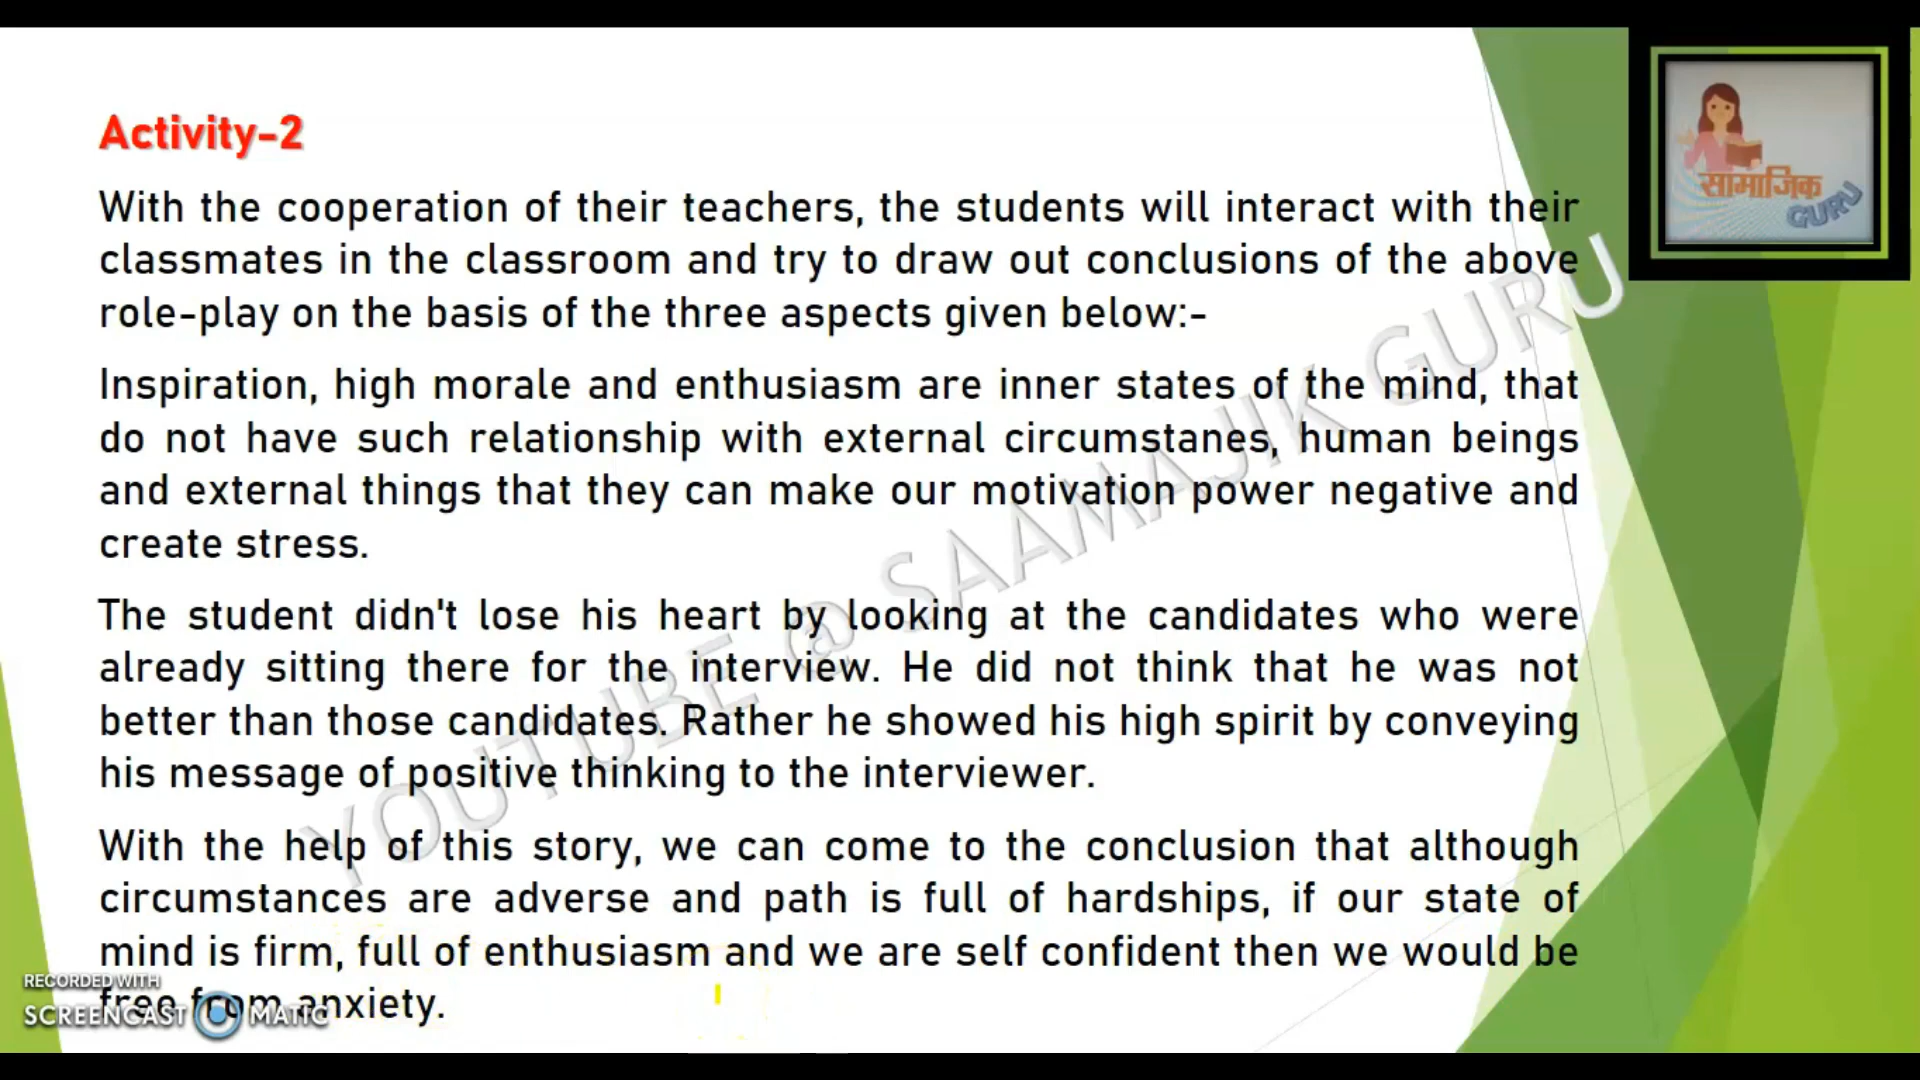 Activity-2
With the cooperation of their teachers, the students will interact with their
classmates in the classroom and try to draw out conclusions of the above
role-play on the basis of the three aspects given below:-
Inspiration, high morale and enthusiasm are inner states of the mind, that
do not have such relationship with external circumstanes, human beings
and external things that they can make our motivation power negative and
create stress.
The student didn't lose his heart by looking at the candidates who were
already sitting there for the interview. He did not think that he was not
better than those candidates. Rather he showed his high spirit by conveying
his message of positive thinking to the interviewer.
With the help of this story, we can come to the conclusion that although
circumstances are adverse and path is full of hardships, if our state of
mind is firm, full of enthusiasm and we are self confident then we would be
free from anxiety.
सामाजिक
GURU
YOUTUBE @ SAAMAJIK GURU
RECORDED WITH
SCREENCAST MATIC